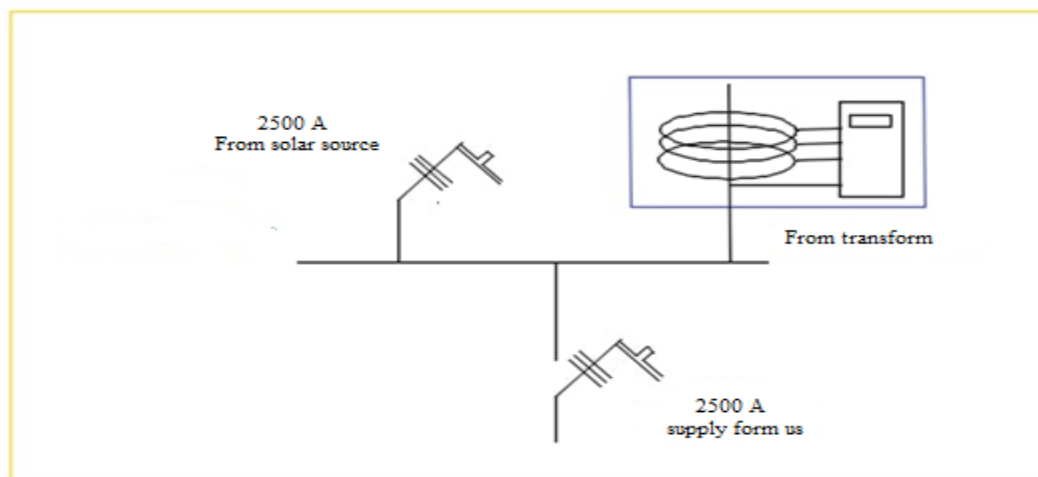 2500 A
From solar source
From transform
2500 A
supply form us